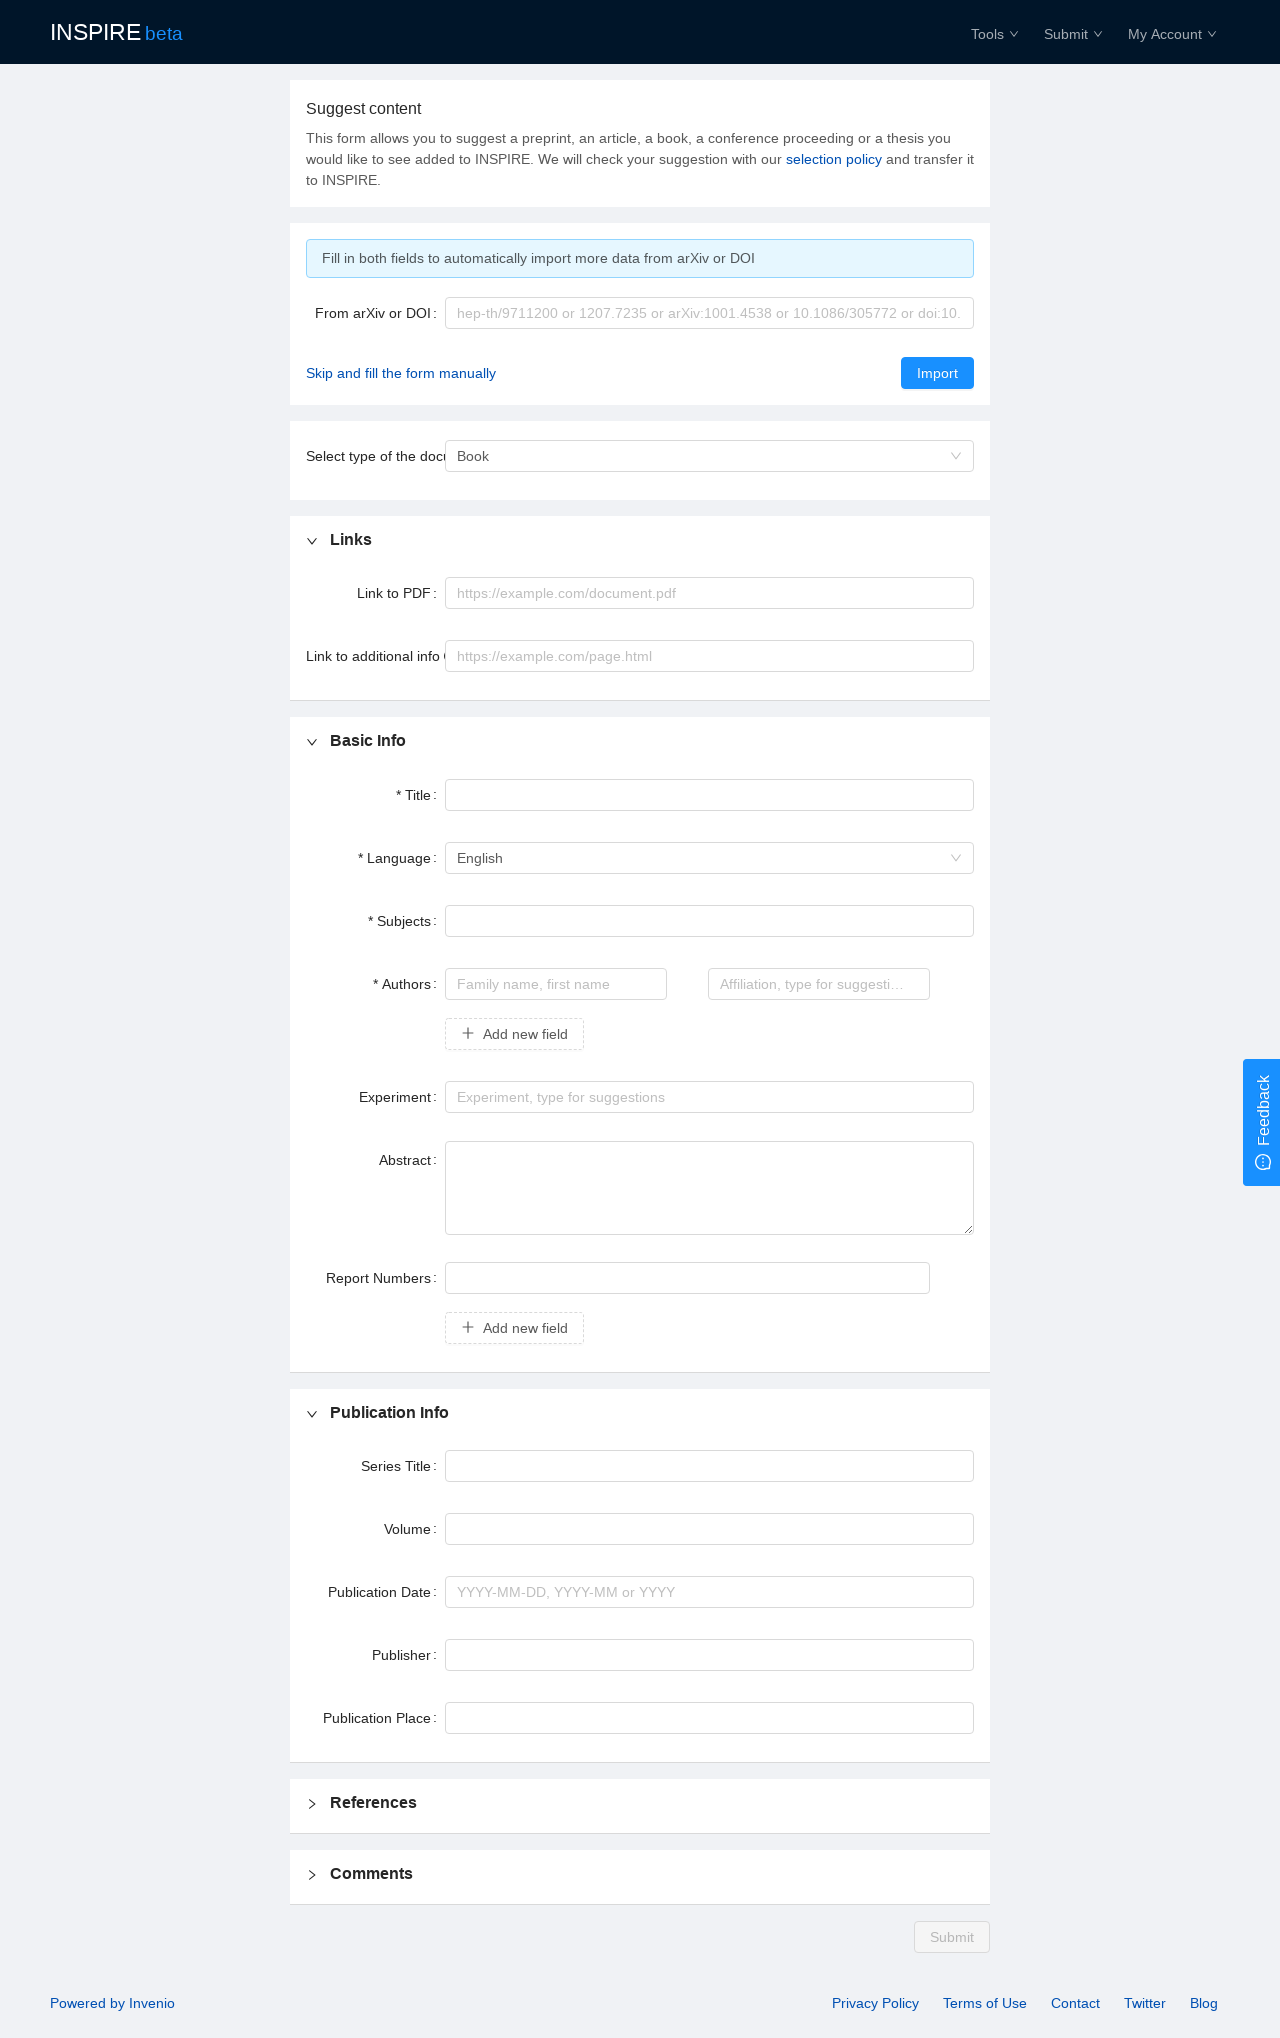 INSPIRE beta
Tools
Submit
My Account
Suggest content
This form allows you to suggest a preprint, an article, a book, a conference proceeding or a thesis you
would like to see added to INSPIRE. We will check your suggestion with our selection policy and transfer it
to INSPIRE.
Fill in both fields to automatically import more data from arXiv or DOI
From arXiv or DOI: hep-th/9711200 or 1207.7235 or arXiv:1001.4538 or 10.1086/305772 or doi:10.
Skip and fill the form manually
Import
Select type of the docu Book
Links
Link to PDF: https://example.com/document.pdf
Link to additional info https://example.com/page.html
Basic Info
* Title:
* Language: English
* Subjects:
* Authors: Family name, first name Affiliation, type for suggesti...
Add new field
Experiment: Experiment, type for suggestions
Feedback
Abstract:
Report Numbers:
Add new field
Publication Info
Series Title:
Volume:
Publication Date: YYYY-MM-DD, YYYY-MM or YYYY
Publisher:
Publication Place:
References
Comments
Submit
Powered by Invenio
Privacy Policy
Terms of Use
Contact
Twitter
Blog